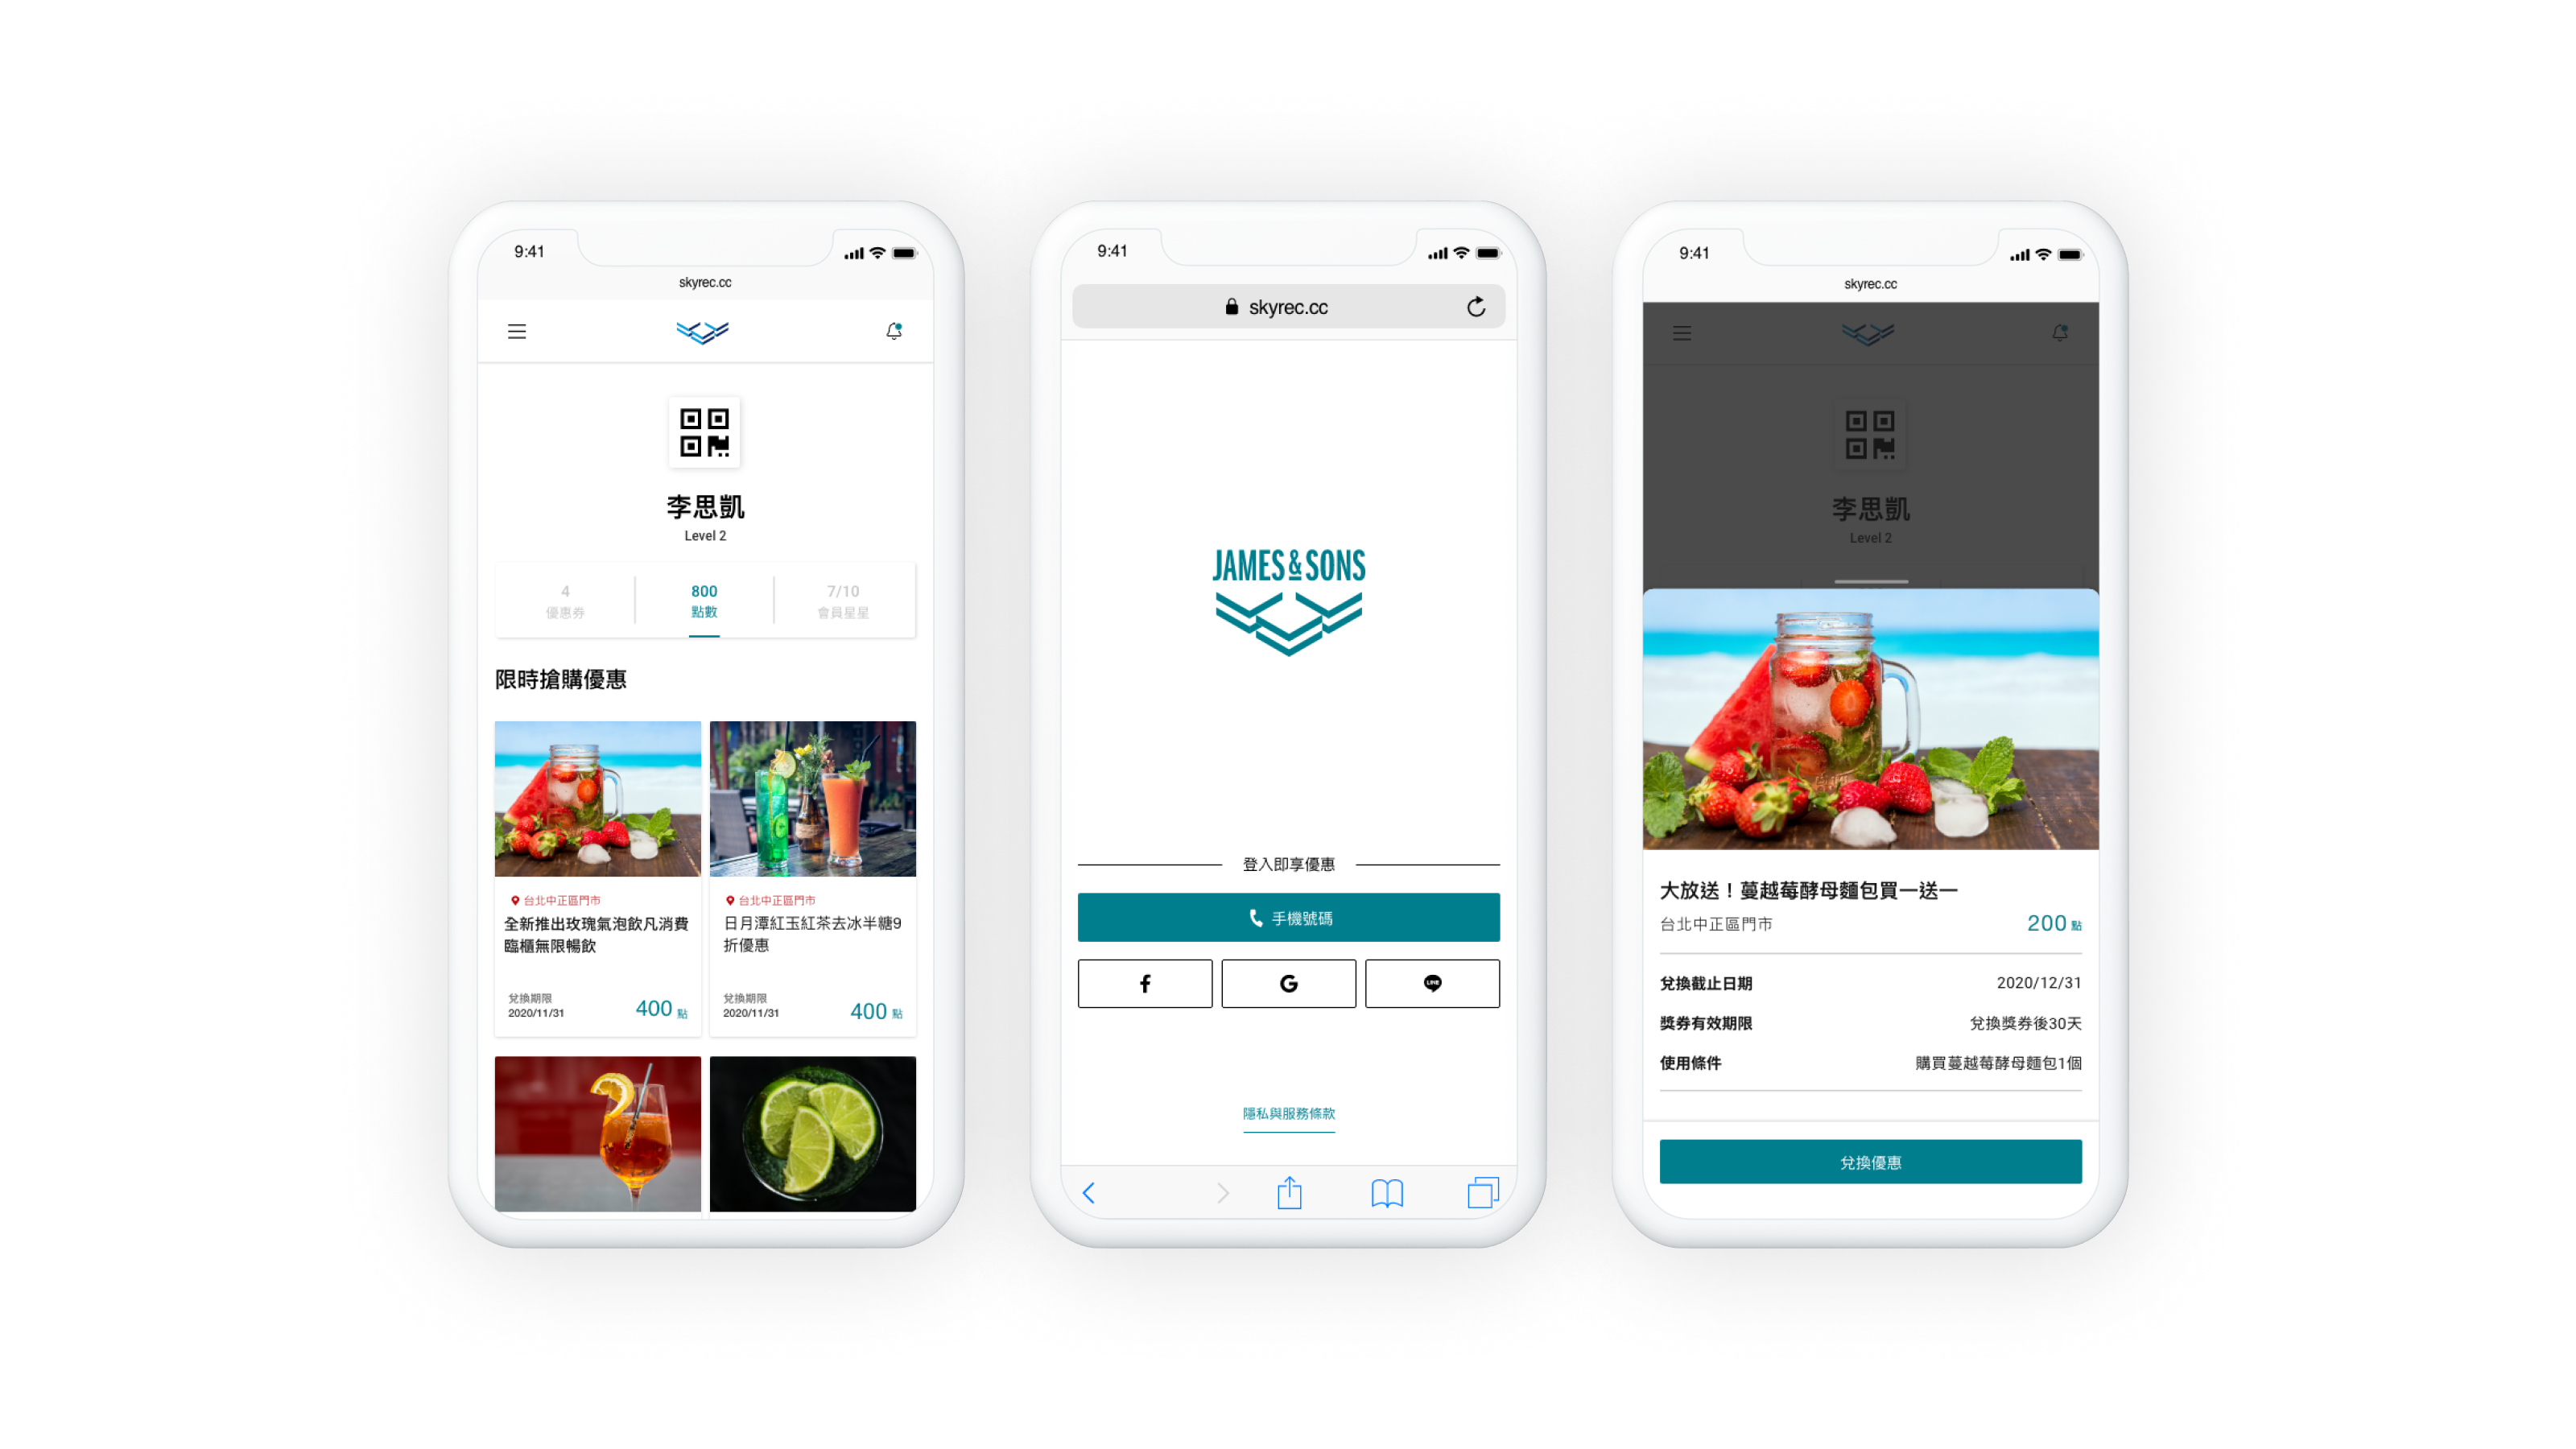 9:41
skyrec.cc
李思凱
Level 2
4
優惠券
800
點數
7/10
會員星星
限時搶購優惠
台北中正區門市
全新推出玫瑰氣泡飲凡消費
臨櫃無限暢飲
兌換期限
2020/11/31
400 點
台北中正區門市
日月潭紅玉紅茶去冰半糖9
折優惠
兌換期限
2020/11/31
400 點
9:41
skyrec.cc
JAMES & SONS
登入即享優惠
手機號碼
f
G
LINE
隱私與服務條款
9:41
skyrec.cc
李思凱
Level 2
大放送！蔓越莓酵母麵包買一送一
台北中正區門市
200 點
兌換截止日期
2020/12/31
獎券有效期限
兌換獎券後30天
使用條件
購買蔓越莓酵母麵包1個
兌換優惠